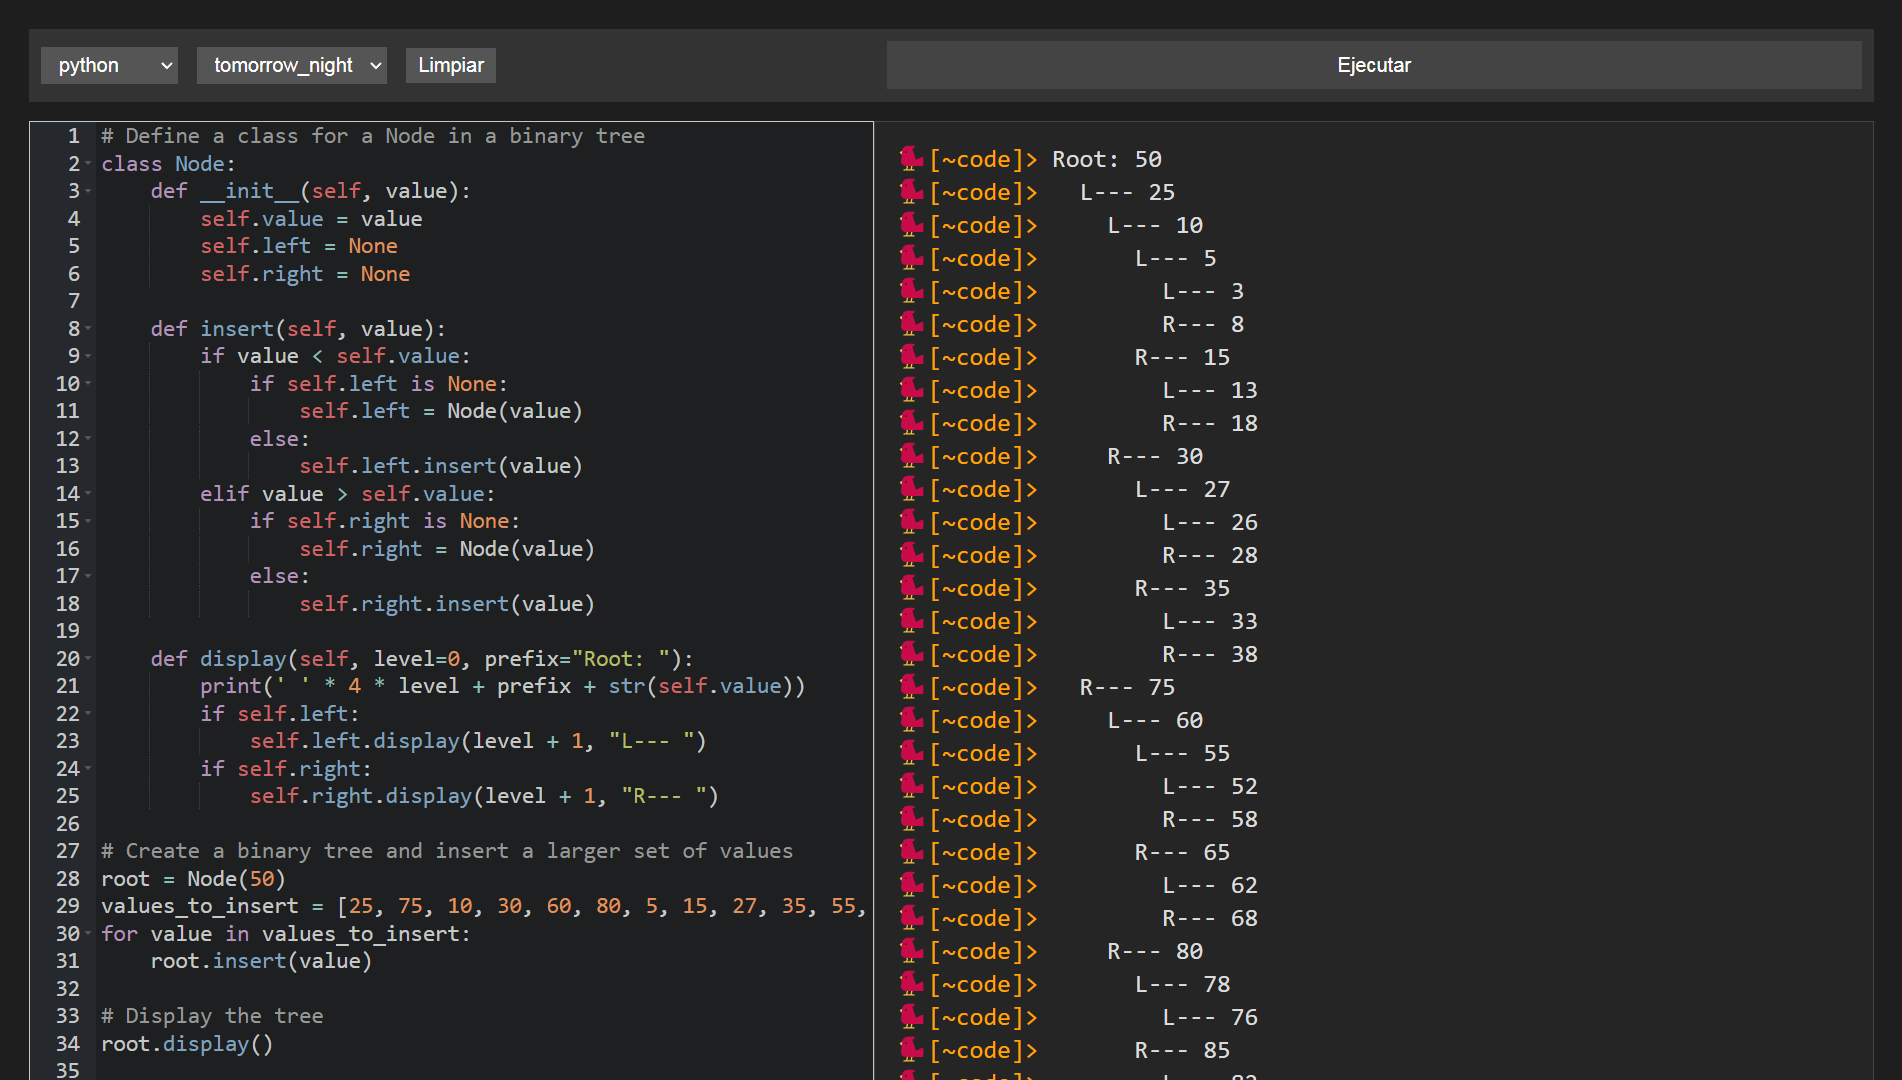 python tomorrow_night Limpiar Ejecutar
1 # Define a class for a Node in a binary tree
2 class Node:
3     def __init__(self, value):
4         self.value = value
5         self.left = None
6         self.right = None
7
8     def insert(self, value):
9         if value < self.value:
10             if self.left is None:
11                 self.left = Node(value)
12             else:
13                 self.left.insert(value)
14         elif value > self.value:
15             if self.right is None:
16                 self.right = Node(value)
17             else:
18                 self.right.insert(value)
19
20     def display(self, level=0, prefix="Root: "):
21         print(' ' * 4 * level + prefix + str(self.value))
22         if self.left:
23             self.left.display(level + 1, "L--- ")
24         if self.right:
25             self.right.display(level + 1, "R--- ")
26
27 # Create a binary tree and insert a larger set of values
28 root = Node(50)
29 values_to_insert = [25, 75, 10, 30, 60, 80, 5, 15, 27, 35, 55,
30 for value in values_to_insert:
31     root.insert(value)
32
33 # Display the tree
34 root.display()
35
[~code]> Root: 50
[~code]>   L--- 25
[~code]>     L--- 10
[~code]>       L--- 5
[~code]>         L--- 3
[~code]>         R--- 8
[~code]>       R--- 15
[~code]>         L--- 13
[~code]>         R--- 18
[~code]>     R--- 30
[~code]>       L--- 27
[~code]>         L--- 26
[~code]>         R--- 28
[~code]>       R--- 35
[~code]>         L--- 33
[~code]>         R--- 38
[~code]>   R--- 75
[~code]>     L--- 60
[~code]>       L--- 55
[~code]>         L--- 52
[~code]>         R--- 58
[~code]>       R--- 65
[~code]>         L--- 62
[~code]>         R--- 68
[~code]>     R--- 80
[~code]>       L--- 78
[~code]>         L--- 76
[~code]>       R--- 85